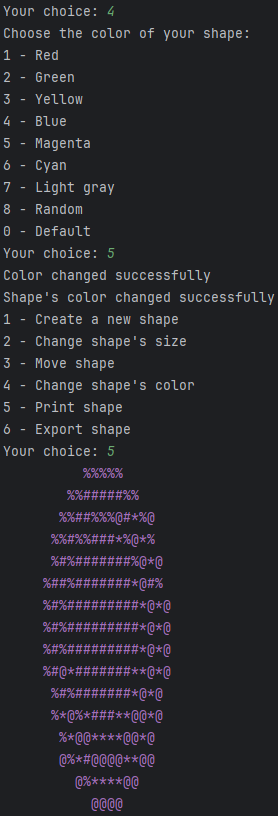 Your choice: 4
Choose the color of your shape:
1 - Red
2 - Green
3 - Yellow
4 - Blue
5 - Magenta
6 - Cyan
7 - Light gray
8 - Random
0 - Default
Your choice: 5
Color changed successfully
Shape's color changed successfully
1 - Create a new shape
2 - Change shape's size
3 - Move shape
4 - Change shape's color
5 - Print shape
6 - Export shape
Your choice: 5
          %%%%%
        %%#####%%
       %%##%%%@#*%@
      %%#%%###*%@*%
      %#%#######%@*@
     %##%#######*@#%
     %#%#########*@*@
     %#%#########*@*@
     %#%#########*@*@
     %#@*#######**@*@
      %#%#######*@*@
      %*@%*###**@@*@
       %*@@****@@*@
       @%*#@@@@**@@
         @%****@@
           @@@@